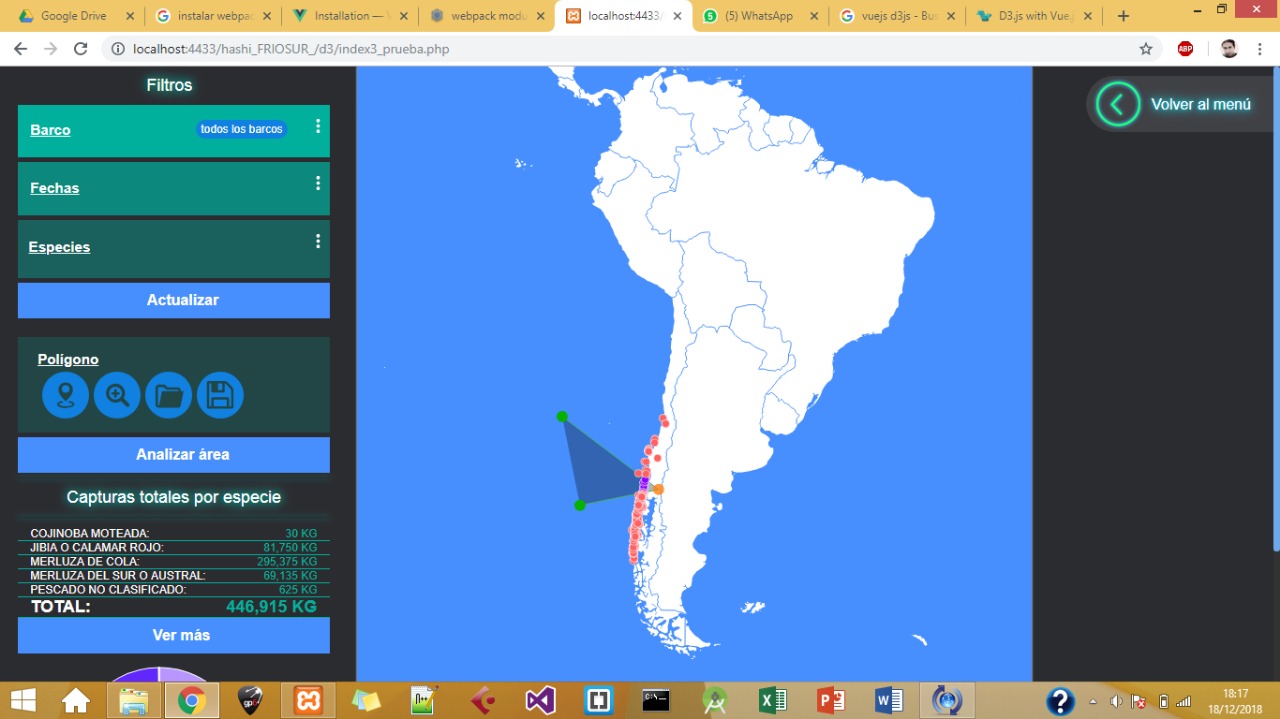 Google Drive
instalar webpac
Installation —
webpack modu
localhost:4433/
(5) WhatsApp
vuejs d3js - Bus
D3.js with Vue.j
localhost:4433/hashi_FRIOSUR_/d3/index3_prueba.php
ABP
Filtros
Barco
todos los barcos
Fechas
Especies
Actualizar
Polígono
Analizar área
Capturas totales por especie
COJINOBA MOTEADA: 30 KG
JIBIA O CALAMAR ROJO: 81,750 KG
MERLUZA DE COLA: 295,375 KG
MERLUZA DEL SUR O AUSTRAL: 69,135 KG
PESCADO NO CLASIFICADO: 625 KG
TOTAL: 446,915 KG
Ver más
Volver al menú
18:17
18/12/2018